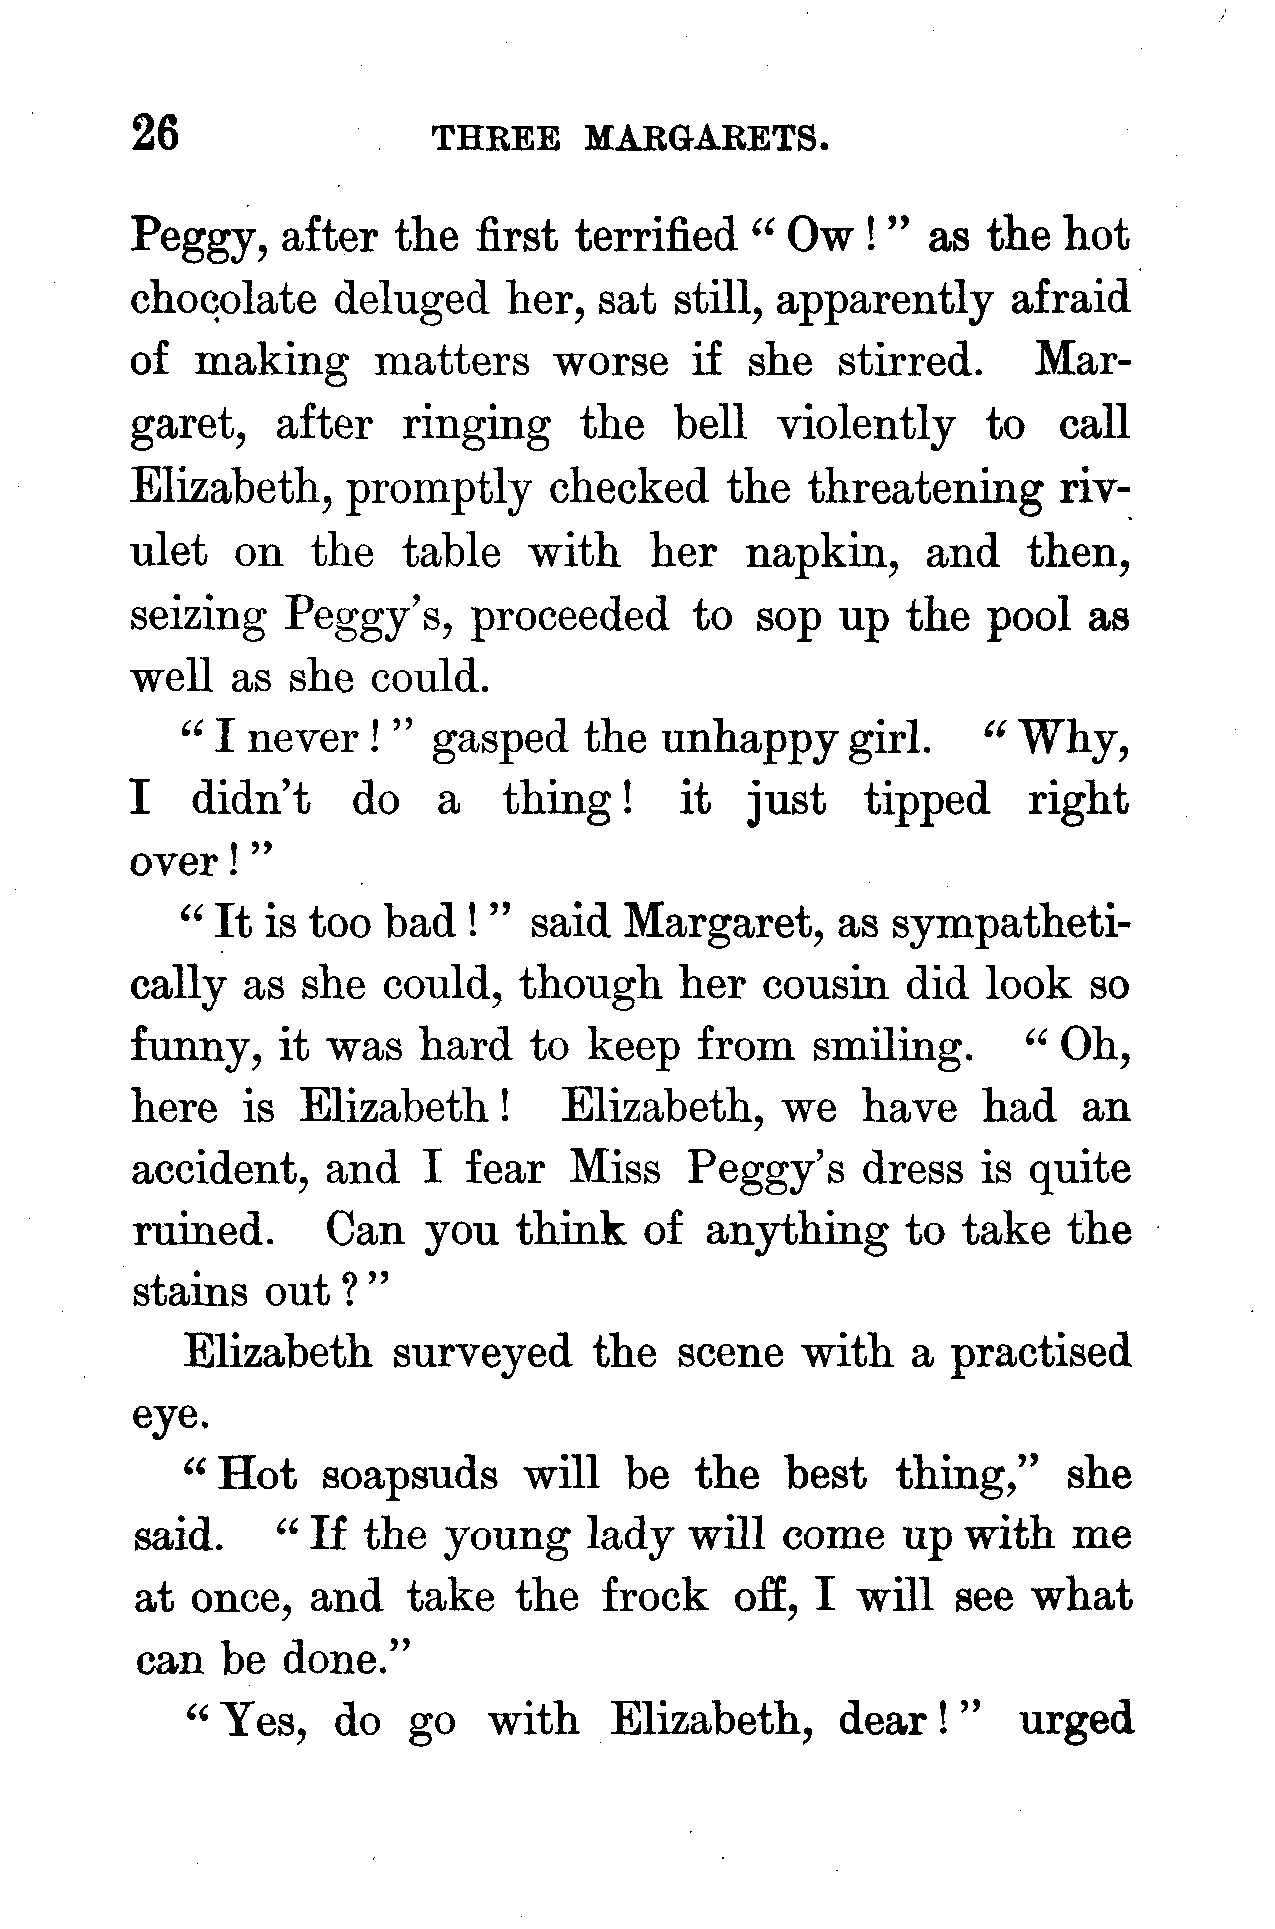 26 THREE MARGARETS.
Peggy, after the first terrified “ Ow ! ” as the hot
chocolate deluged her, sat still, apparently afraid
of making matters worse if she stirred. Mar-
garet, after ringing the bell violently to call
Elizabeth, promptly checked the threatening riv-
ulet on the table with her napkin, and then,
seizing Peggy’s, proceeded to sop up the pool as
well as she could.
“ I never ! ” gasped the unhappy girl. “ Why,
I didn’t do a thing ! it just tipped right
over ! ”
“ It is too bad ! ” said Margaret, as sympatheti-
cally as she could, though her cousin did look so
funny, it was hard to keep from smiling. “ Oh,
here is Elizabeth ! Elizabeth, we have had an
accident, and I fear Miss Peggy’s dress is quite
ruined. Can you think of anything to take the
stains out ? ”
Elizabeth surveyed the scene with a practised
eye.
“ Hot soapsuds will be the best thing,” she
said. “ If the young lady will come up with me
at once, and take the frock off, I will see what
can be done.”
“ Yes, do go with Elizabeth, dear ! ” urged